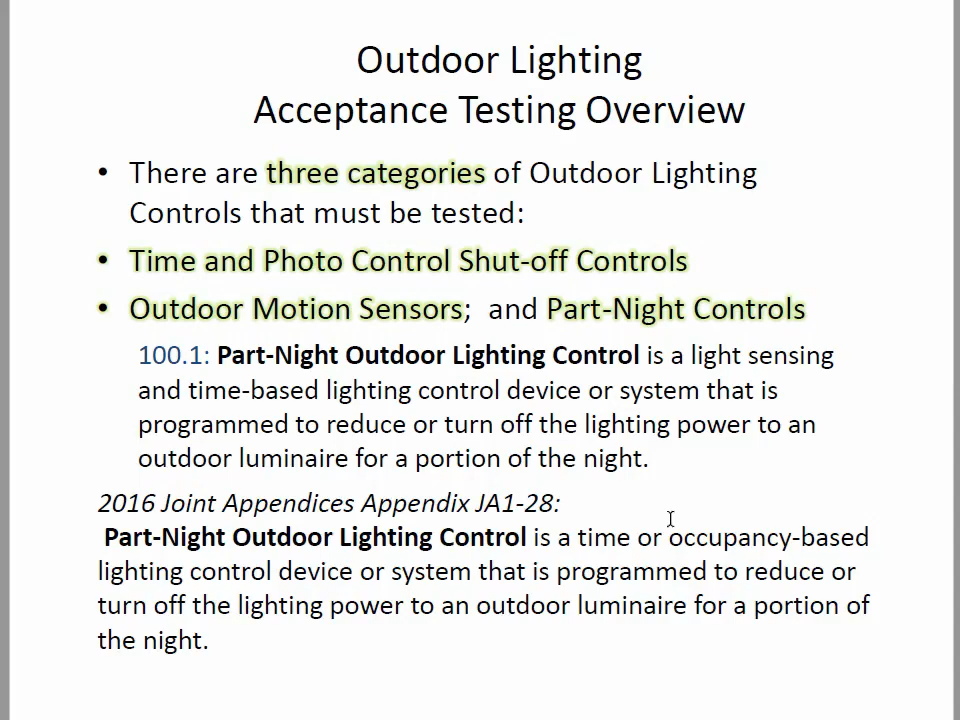 Outdoor Lighting
Acceptance Testing Overview
• There are three categories of Outdoor Lighting
Controls that must be tested:
• Time and Photo Control Shut-off Controls
• Outdoor Motion Sensors;  and Part-Night Controls
100.1: Part-Night Outdoor Lighting Control is a light sensing
and time-based lighting control device or system that is
programmed to reduce or turn off the lighting power to an
outdoor luminaire for a portion of the night.
2016 Joint Appendices Appendix JA1-28:
Part-Night Outdoor Lighting Control is a time or occupancy-based
lighting control device or system that is programmed to reduce or
turn off the lighting power to an outdoor luminaire for a portion of
the night.